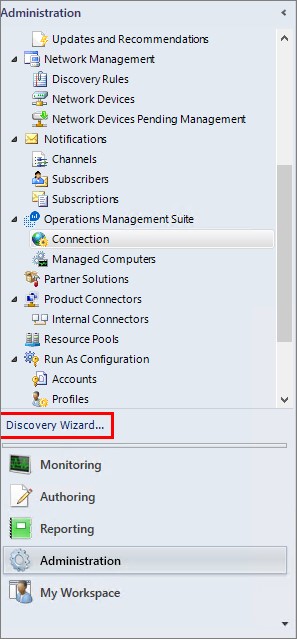 Administration
Updates and Recommendations
Network Management
Discovery Rules
Network Devices
Network Devices Pending Management
Notifications
Channels
Subscribers
Subscriptions
Operations Management Suite
Connection
Managed Computers
Partner Solutions
Product Connectors
Internal Connectors
Resource Pools
Run As Configuration
Accounts
Profiles
Discovery Wizard...
Monitoring
Authoring
Reporting
Administration
My Workspace